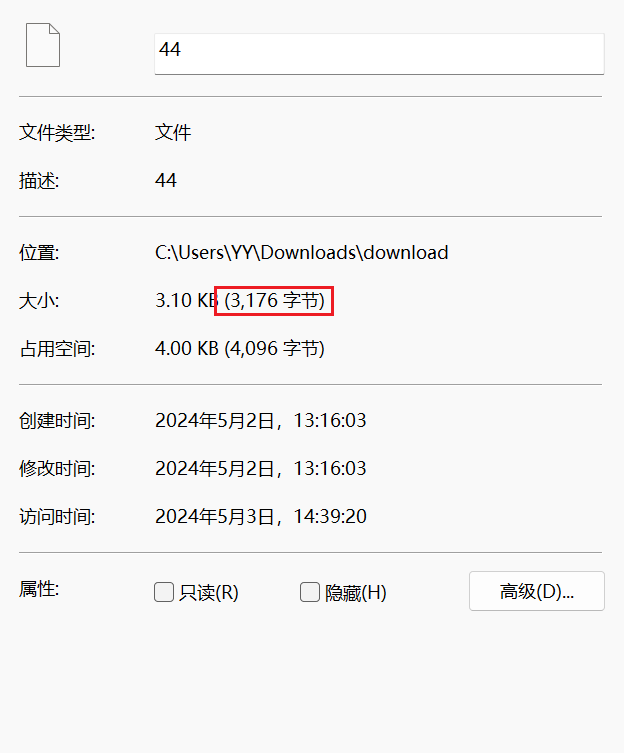 44
文件类型: 文件
描述: 44
位置: C:\Users\YY\Downloads\download
大小: 3.10 KB (3,176 字节)
占用空间: 4.00 KB (4,096 字节)
创建时间: 2024年5月2日，13:16:03
修改时间: 2024年5月2日，13:16:03
访问时间: 2024年5月3日，14:39:20
属性: 只读(R) 隐藏(H) 高级(D)...